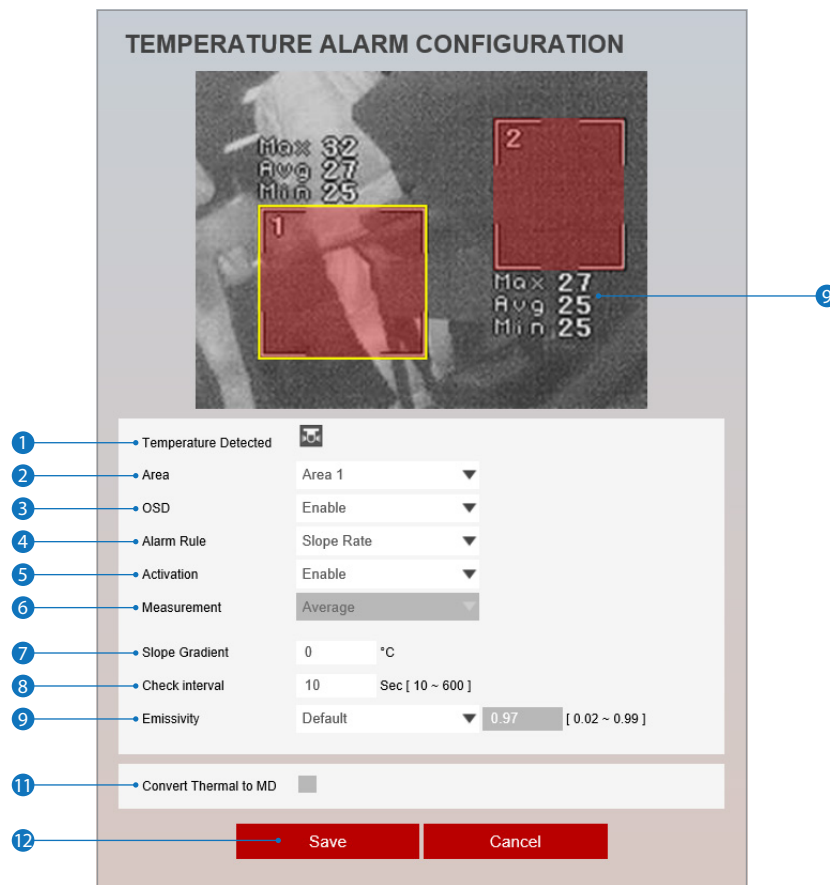 TEMPERATURE ALARM CONFIGURATION
Max 32
Avg 27
Min 25
1
2
Max 27
Avg 25
Min 25
9
1 Temperature Detected
2 Area Area 1
3 OSD Enable
4 Alarm Rule Slope Rate
5 Activation Enable
6 Measurement Average
7 Slope Gradient 0 °C
8 Check interval 10 Sec [ 10 ~ 600 ]
9 Emissivity Default 0.97 [ 0.02 ~ 0.99 ]
11 Convert Thermal to MD
12 Save Cancel